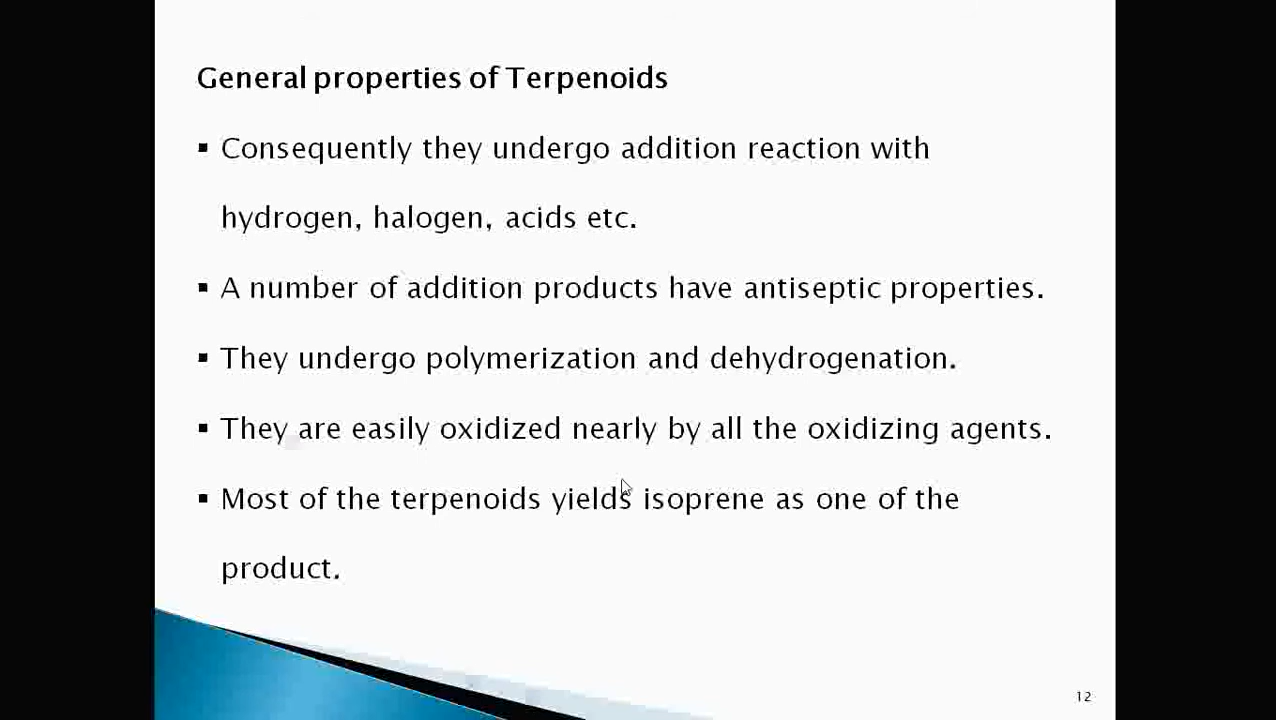 General properties of Terpenoids
▪ Consequently they undergo addition reaction with
hydrogen, halogen, acids etc.
▪ A number of addition products have antiseptic properties.
▪ They undergo polymerization and dehydrogenation.
▪ They are easily oxidized nearly by all the oxidizing agents.
▪ Most of the terpenoids yields isoprene as one of the
product.
12